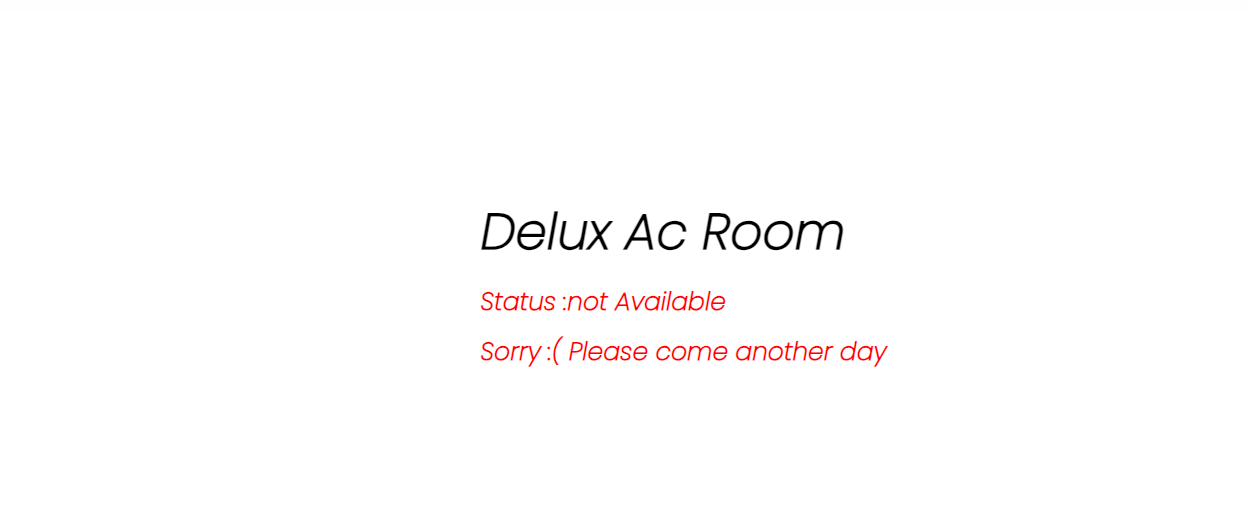 Delux Ac Room
Status :not Available
Sorry :( Please come another day